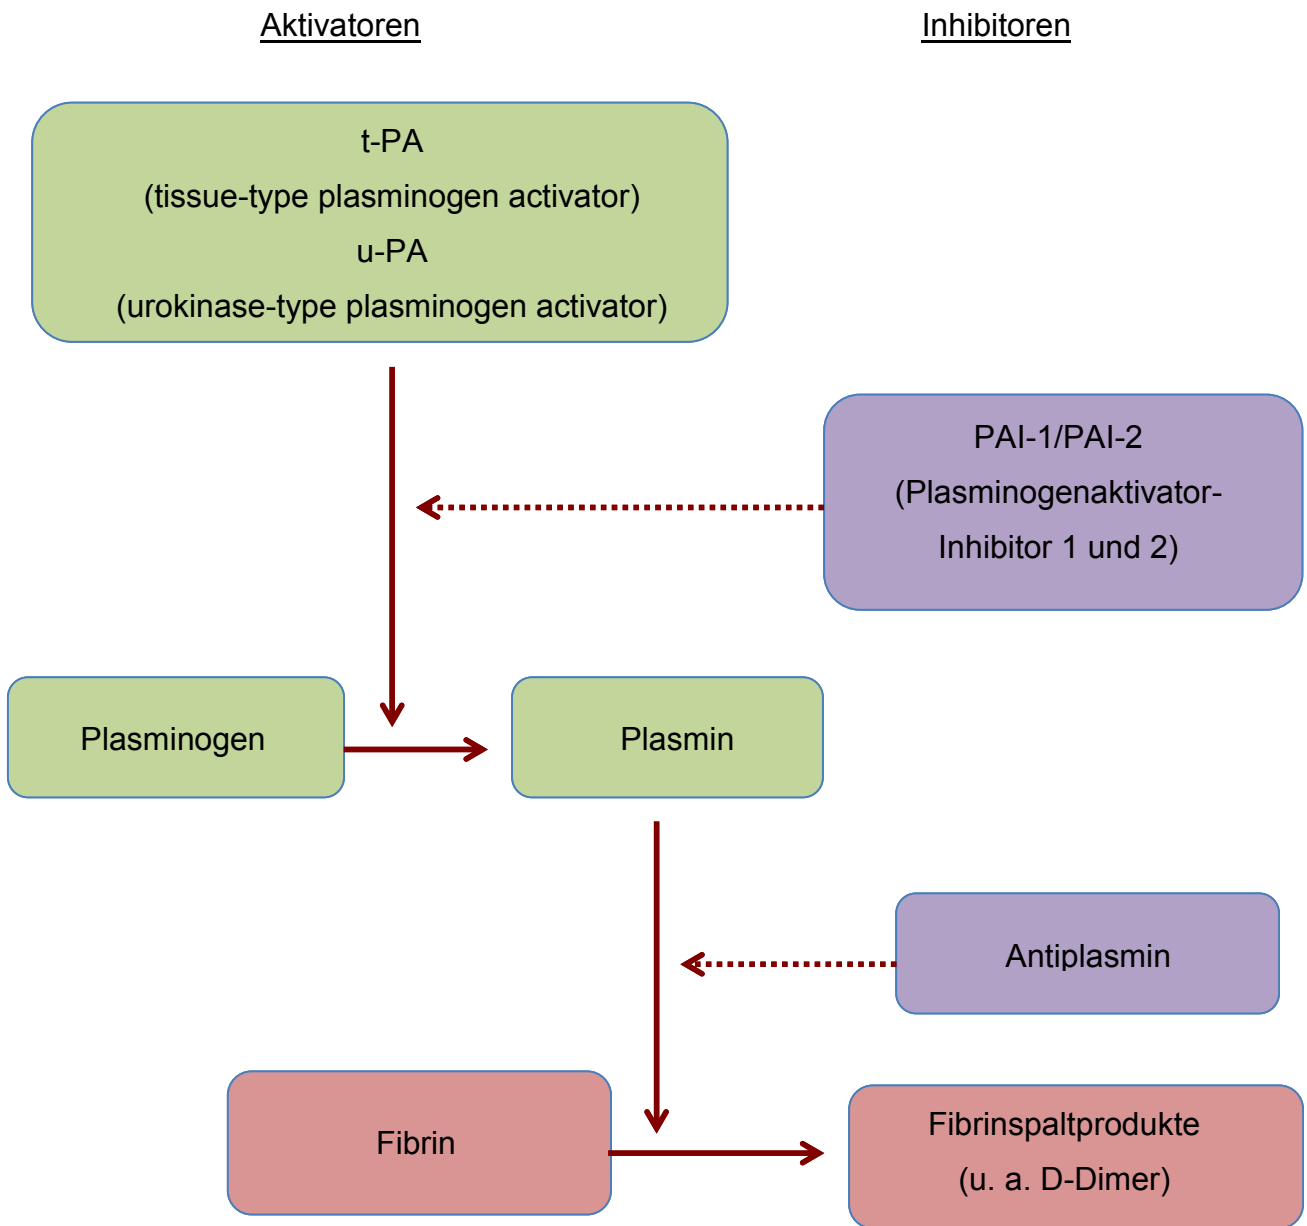 Aktivatoren
Inhibitoren
t-PA
(tissue-type plasminogen activator)
u-PA
(urokinase-type plasminogen activator)
PAI-1/PAI-2
(Plasminogenaktivator-
Inhibitor 1 und 2)
Plasminogen
Plasmin
Antiplasmin
Fibrin
Fibrinspaltprodukte
(u. a. D-Dimer)